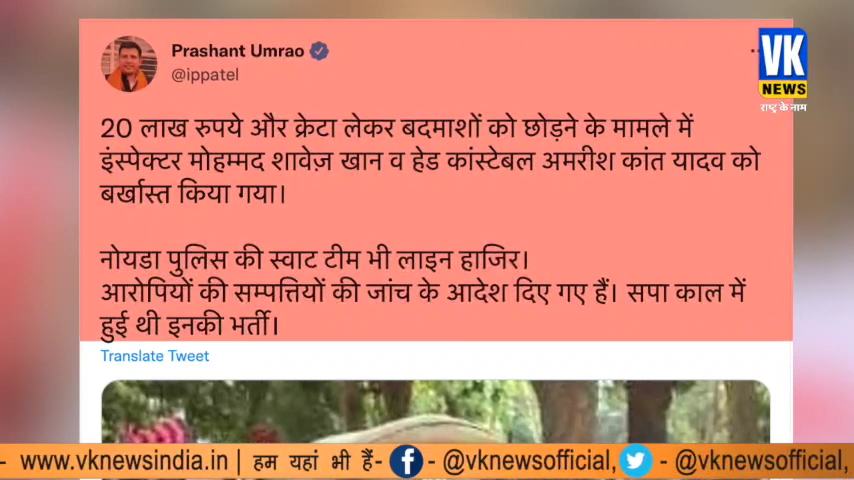 Prashant Umrao
@ippatel
VK
NEWS
राष्ट्र के नाम
20 लाख रुपये और क्रेटा लेकर बदमाशों को छोड़ने के मामले में
इंस्पेक्टर मोहम्मद शावेज़ खान व हेड कांस्टेबल अमरीश कांत यादव को
बर्खास्त किया गया।
नोयडा पुलिस की स्वाट टीम भी लाइन हाजिर।
आरोपियों की सम्पत्तियों की जांच के आदेश दिए गए हैं। सपा काल में
हुई थी इनकी भर्ती।
Translate Tweet
- www.vknewsindia.in | हम यहां भी हैं- f - @vknewsofficial, - @vknewsofficial,